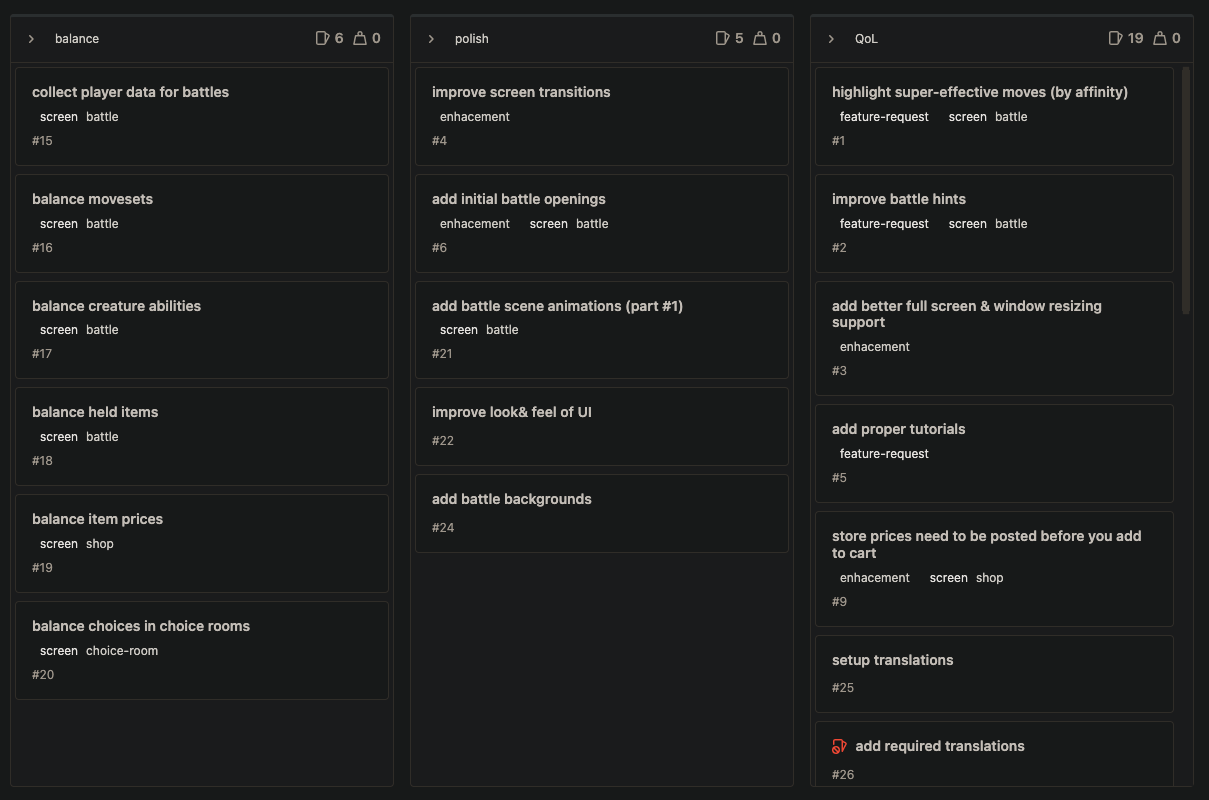 balance 6 0
collect player data for battles
screen battle
#15
balance movesets
screen battle
#16
balance creature abilities
screen battle
#17
balance held items
screen battle
#18
balance item prices
screen shop
#19
balance choices in choice rooms
screen choice-room
#20
polish 5 0
improve screen transitions
enhacement
#4
add initial battle openings
enhacement screen battle
#6
add battle scene animations (part #1)
screen battle
#21
improve look& feel of UI
#22
add battle backgrounds
#24
QoL 19 0
highlight super-effective moves (by affinity)
feature-request screen battle
#1
improve battle hints
feature-request screen battle
#2
add better full screen & window resizing
support
enhacement
#3
add proper tutorials
feature-request
#5
store prices need to be posted before you add
to cart
enhacement screen shop
#9
setup translations
#25
add required translations
#26